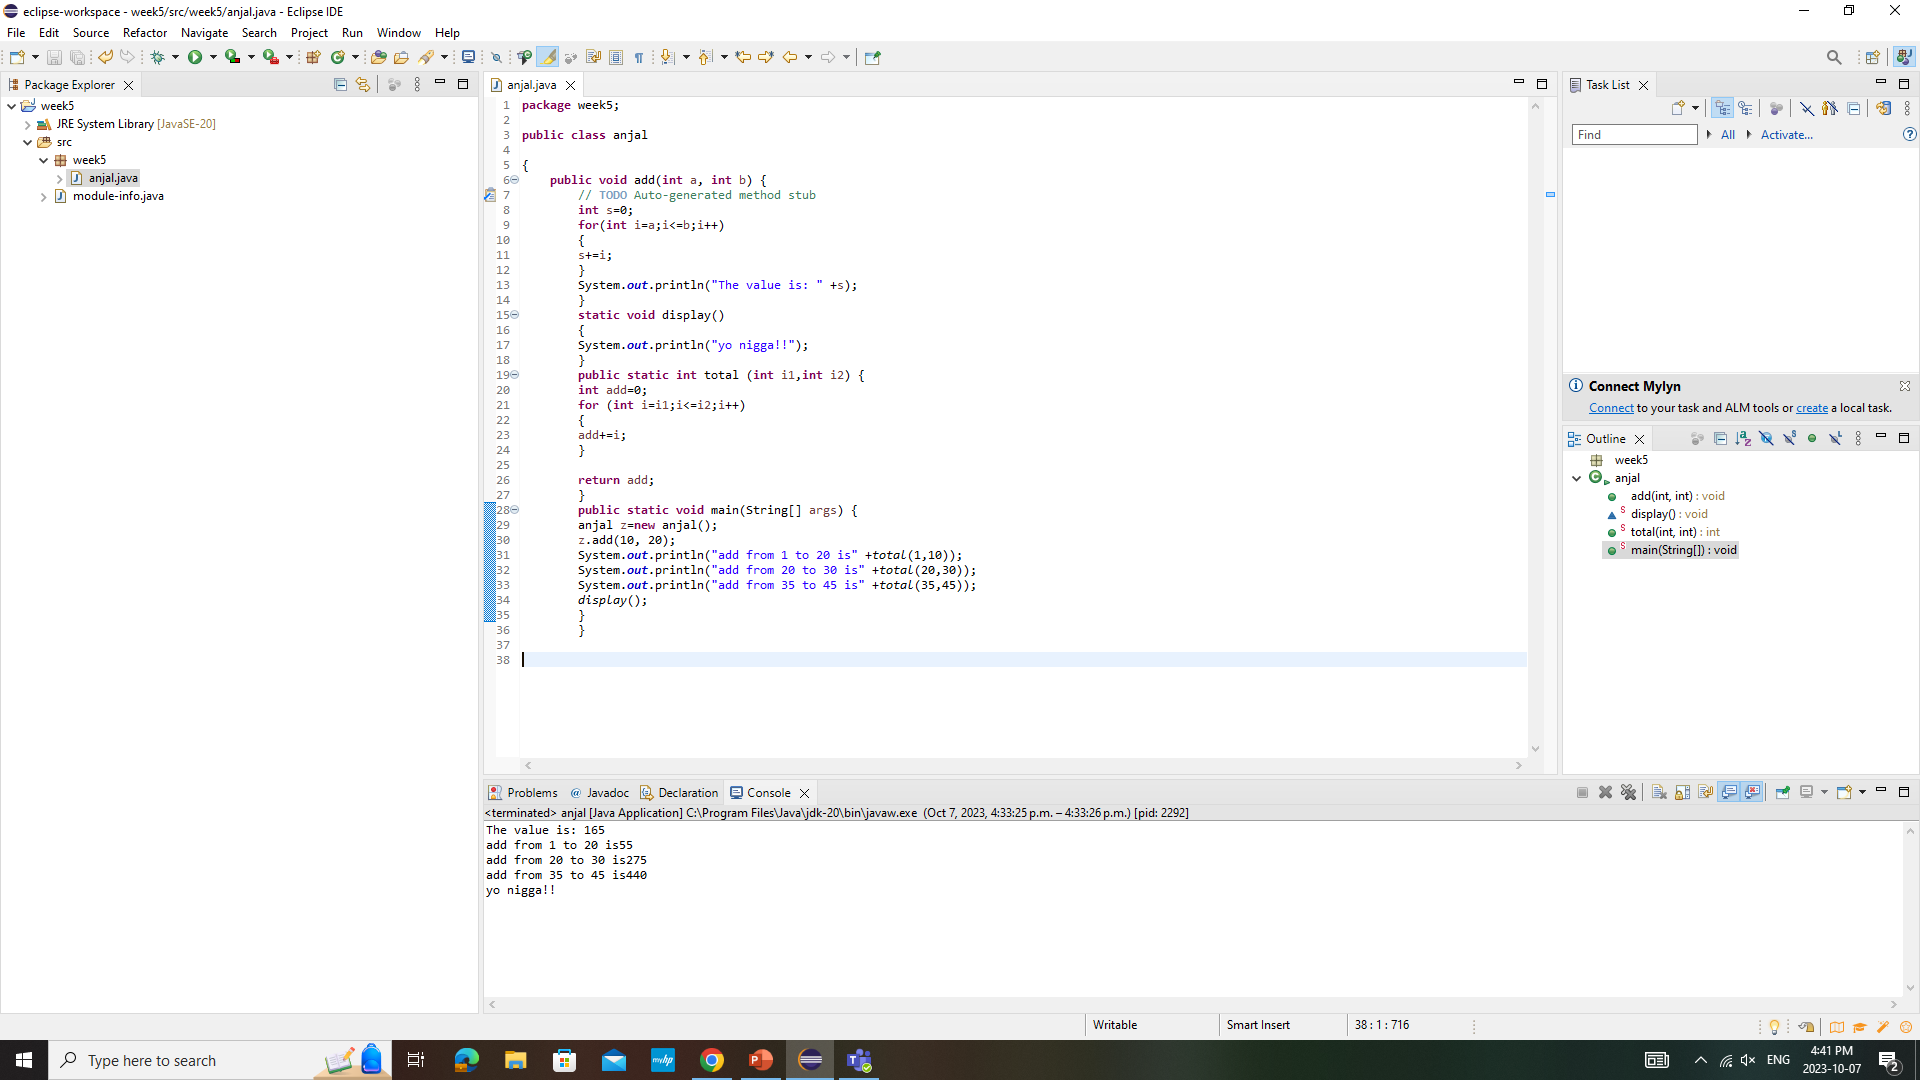 eclipse-workspace - week5/src/week5/anjal.java - Eclipse IDE
File Edit Source Refactor Navigate Search Project Run Window Help
Package Explorer
week5
JRE System Library [JavaSE-20]
src
week5
anjal.java
module-info.java
anjal.java
1 package week5;
2
3 public class anjal
4
5 {
6 public void add(int a, int b) {
7 // TODO Auto-generated method stub
8 int s=0;
9 for(int i=a;i<=b;i++)
10 {
11 s+=i;
12 }
13 System.out.println("The value is: " +s);
14 }
15 static void display()
16 {
17 System.out.println("yo nigga!!");
18 }
19 public static int total (int i1,int i2) {
20 int add=0;
21 for (int i=i1;i<=i2;i++)
22 {
23 add+=i;
24 }
25
26 return add;
27 }
28 public static void main(String[] args) {
29 anjal z=new anjal();
30 z.add(10, 20);
31 System.out.println("add from 1 to 20 is" +total(1,10));
32 System.out.println("add from 20 to 30 is" +total(20,30));
33 System.out.println("add from 35 to 45 is" +total(35,45));
34 display();
35 }
36 }
37
38
Task List
Find All Activate...
Connect Mylyn
Connect to your task and ALM tools or create a local task.
Outline
week5
anjal
add(int, int) : void
display() : void
total(int, int) : int
main(String[]) : void
Problems @ Javadoc Declaration Console
<terminated> anjal [Java Application] C:\Program Files\Java\jdk-20\bin\javaw.exe (Oct 7, 2023, 4:33:25 p.m. – 4:33:26 p.m.) [pid: 2292]
The value is: 165
add from 1 to 20 is55
add from 20 to 30 is275
add from 35 to 45 is440
yo nigga!!
Writable Smart Insert 38 : 1 : 716
Type here to search
myhp
ENG
4:41 PM
2023-10-07
2